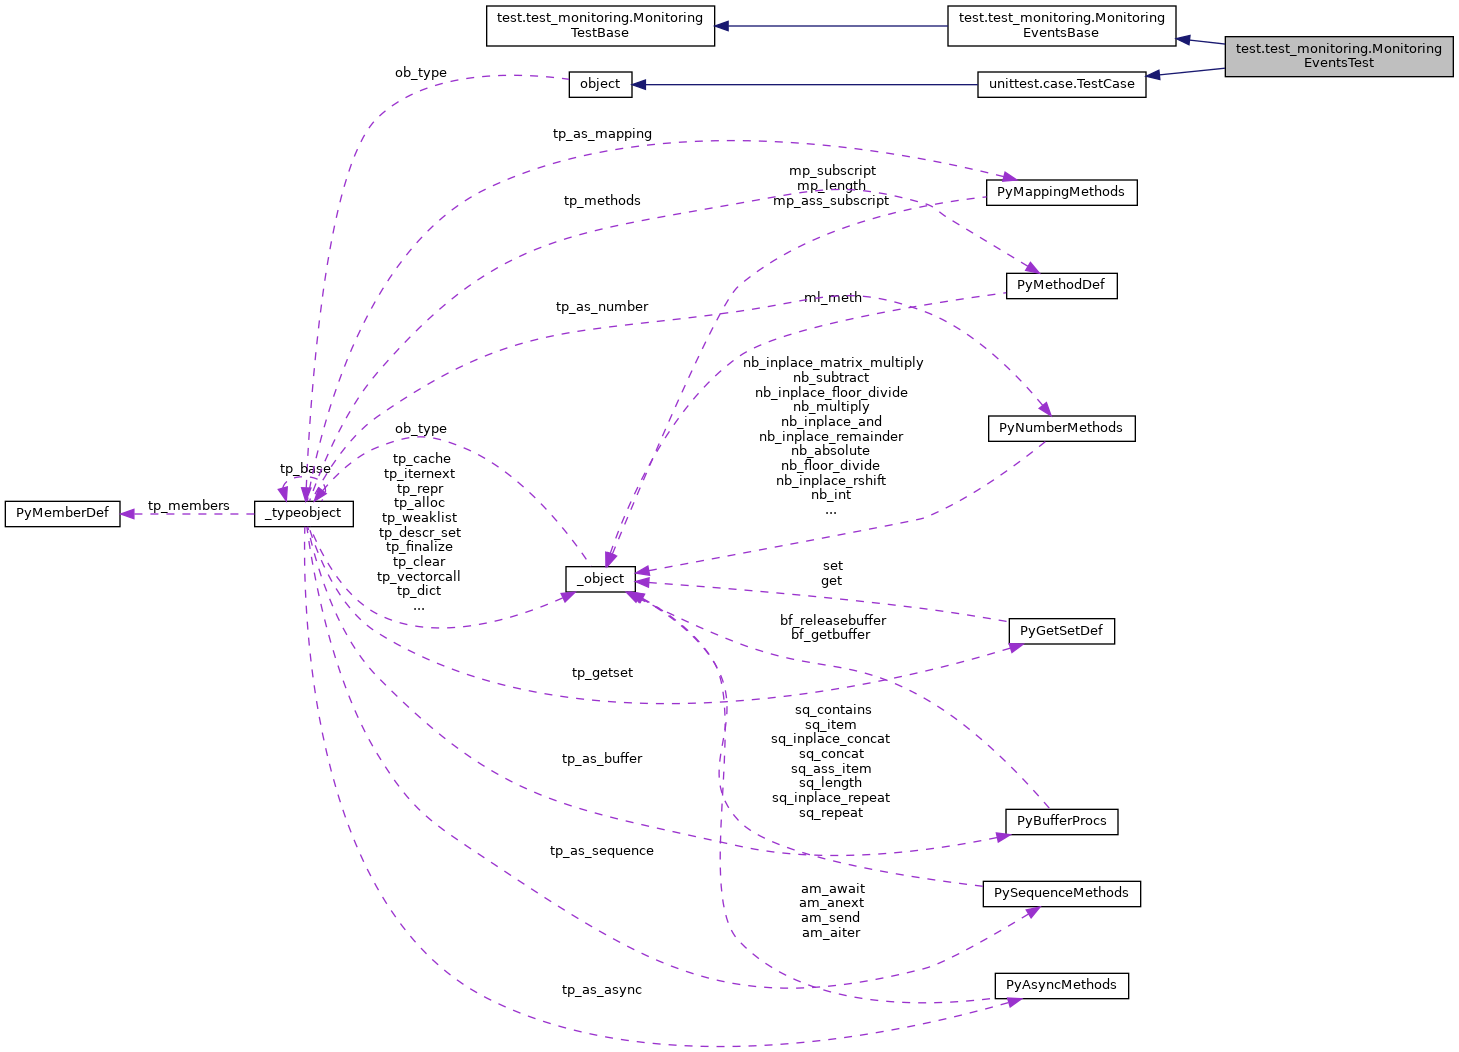 test.test_monitoring.Monitoring
TestBase
test.test_monitoring.Monitoring
EventsBase
test.test_monitoring.Monitoring
EventsTest
ob_type
object
unittest.case.TestCase
tp_as_mapping
mp_subscript
mp_length
mp_ass_subscript
PyMappingMethods
tp_methods
PyMethodDef
tp_as_number
ml_meth
nb_inplace_matrix_multiply
nb_subtract
nb_inplace_floor_divide
nb_multiply
nb_inplace_and
nb_inplace_remainder
nb_absolute
nb_floor_divide
nb_inplace_rshift
nb_int
...
PyNumberMethods
ob_type
tp_cache
tp_iternext
tp_repr
tp_alloc
tp_weaklist
tp_descr_set
tp_finalize
tp_clear
tp_vectorcall
tp_dict
...
tp_base
PyMemberDef
tp_members
_typeobject
_object
set
get
PyGetSetDef
bf_releasebuffer
bf_getbuffer
tp_getset
sq_contains
sq_item
sq_inplace_concat
sq_concat
sq_ass_item
sq_length
sq_inplace_repeat
sq_repeat
tp_as_buffer
PyBufferProcs
tp_as_sequence
PySequenceMethods
am_await
am_anext
am_send
am_aiter
tp_as_async
PyAsyncMethods